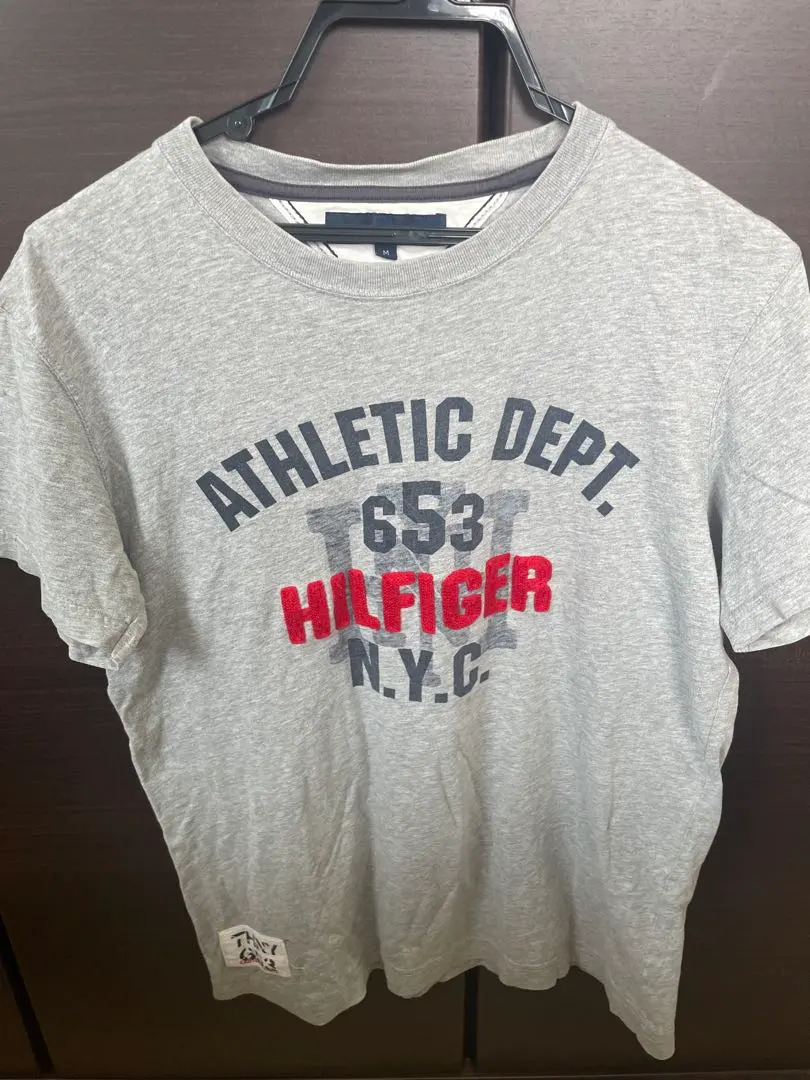 M
ATHLETIC DEPT.
653
HILFIGER
N.Y.C.